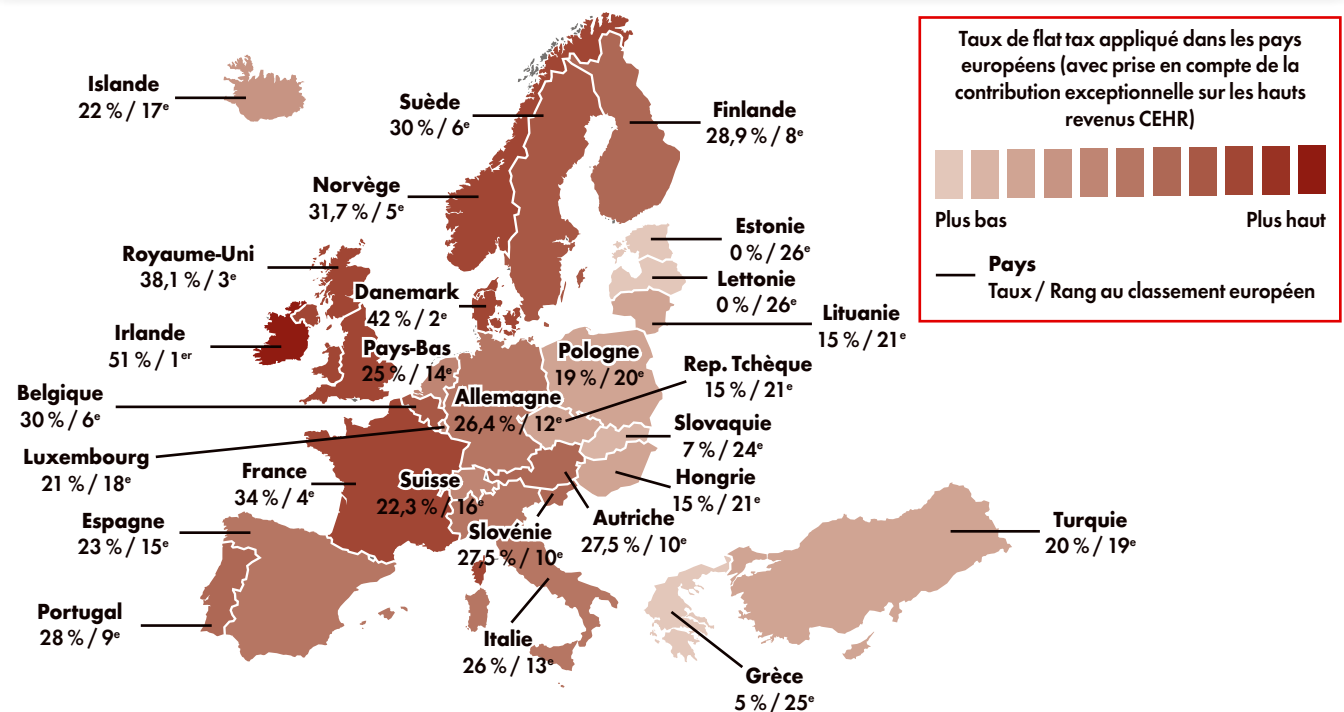 Taux de flat tax appliqué dans les pays
européens (avec prise en compte de la
contribution exceptionnelle sur les hauts
revenus CEHR)
Plus bas
Plus haut
Pays
Taux / Rang au classement européen
Islande
22 % / 17e
Suède
30 % / 6e
Finlande
28,9 % / 8e
Norvège
31,7 % / 5e
Estonie
0 % / 26e
Royaume-Uni
38,1 % / 3e
Lettonie
0 % / 26e
Danemark
42 % / 2e
Lituanie
15 % / 21e
Irlande
51 % / 1er
Pays-Bas
25 % / 14e
Pologne
19 % / 20e
Rep. Tchèque
15 % / 21e
Belgique
30 % / 6e
Allemagne
26,4 % / 12e
Slovaquie
7 % / 24e
Luxembourg
21 % / 18e
France
34 % / 4e
Suisse
22,3 % / 16e
Hongrie
15 % / 21e
Espagne
23 % / 15e
Slovénie
27,5 % / 10e
Autriche
27,5 % / 10e
Turquie
20 % / 19e
Portugal
28 % / 9e
Italie
26 % / 13e
Grèce
5 % / 25e